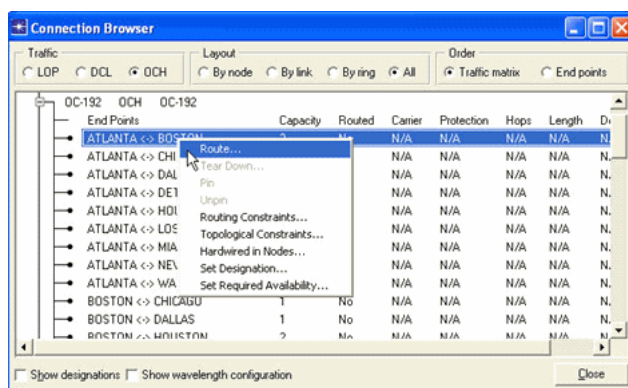 Connection Browser
Traffic Layout Order
LOP DCL OCH By node By link By ring All Traffic matrix End points
OC-192 OCH OC-192
End Points Capacity Routed Carrier Protection Hops Length
ATLANTA <-> BOSTON 2 No N/A N/A N/A N/A N.
Route...
ATLANTA <-> CHI N/A N/A N/A N/A N.
Tear Down...
ATLANTA <-> DAL N/A N/A N/A N/A N.
Pin
ATLANTA <-> DET N/A N/A N/A N/A N.
Unpin
ATLANTA <-> HOU N/A N/A N/A N/A N.
Routing Constraints...
ATLANTA <-> LOS N/A N/A N/A N/A N.
Topological Constraints...
ATLANTA <-> MIA N/A N/A N/A N/A N.
Hardwired in Nodes...
ATLANTA <-> NEW N/A N/A N/A N/A N.
Set Designation...
ATLANTA <-> WA N/A N/A N/A N/A N.
Set Required Availability...
BOSTON <-> CHICAGO 1 No N/A N/A N/A N/A N.
BOSTON <-> DALLAS 1 No N/A N/A N/A N/A N.
BOSTON <-> HOUSTON 2 No N/A N/A N/A N/A N.
Show designations Show wavelength configuration Close